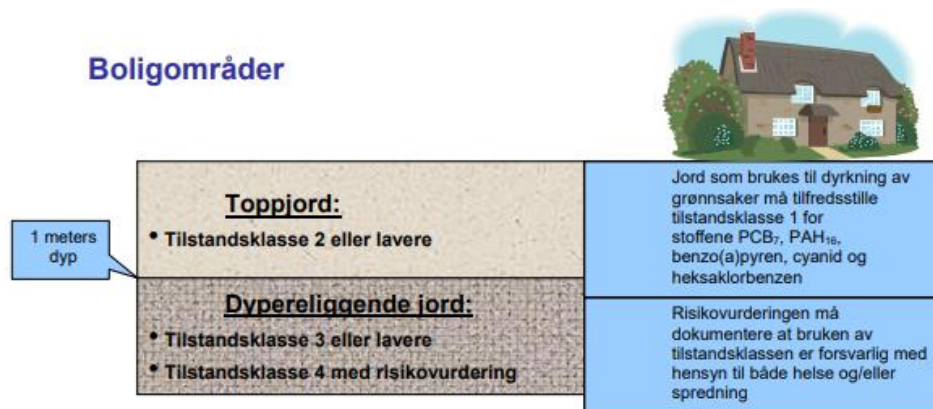 Boligområder
1 meters
dyp
Toppjord:
• Tilstandsklasse 2 eller lavere
Jord som brukes til dyrkning av
grønnsaker må tilfredsstille
tilstandsklasse 1 for
stoffene PCB₇, PAH₁₆,
benzo(a)pyren, cyanid og
heksaklorbenzen
Dypereliggende jord:
• Tilstandsklasse 3 eller lavere
• Tilstandsklasse 4 med risikovurdering
Risikovurderingen må
dokumentere at bruken av
tilstandsklassen er forsvarlig med
hensyn til både helse og/eller
spredning